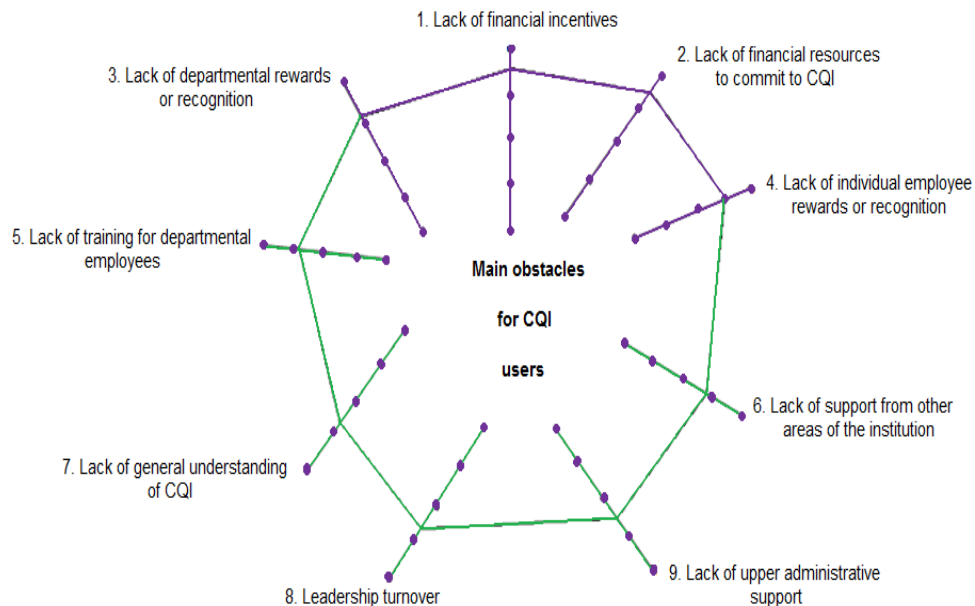 1. Lack of financial incentives
2. Lack of financial resources
to commit to CQI
3. Lack of departmental rewards
or recognition
4. Lack of individual employee
rewards or recognition
5. Lack of training for departmental
employees
Main obstacles
for CQI
users
6. Lack of support from other
areas of the institution
7. Lack of general understanding
of CQI
8. Leadership turnover
9. Lack of upper administrative
support